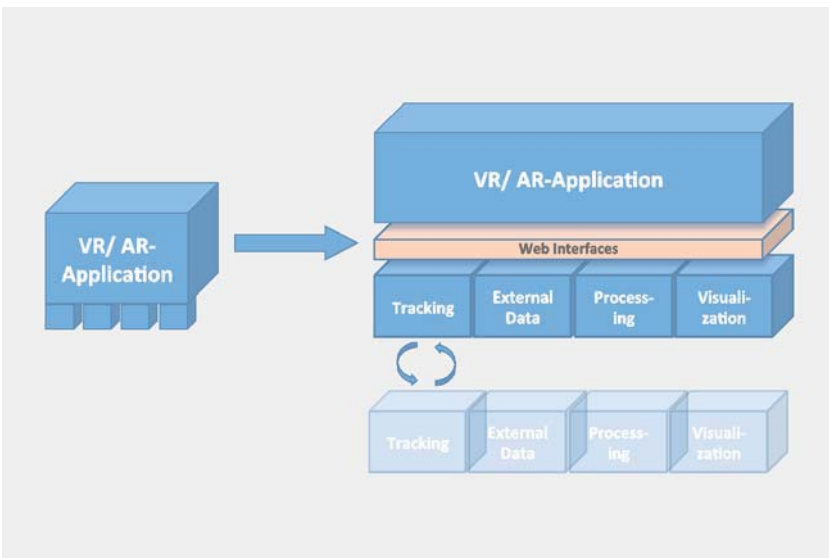 VR/ AR-
Application
VR/ AR-Application
Web Interfaces
Tracking
External
Data
Process-
ing
Visuali-
zation
Tracking
External
Data
Process-
ing
Visuali-
zation